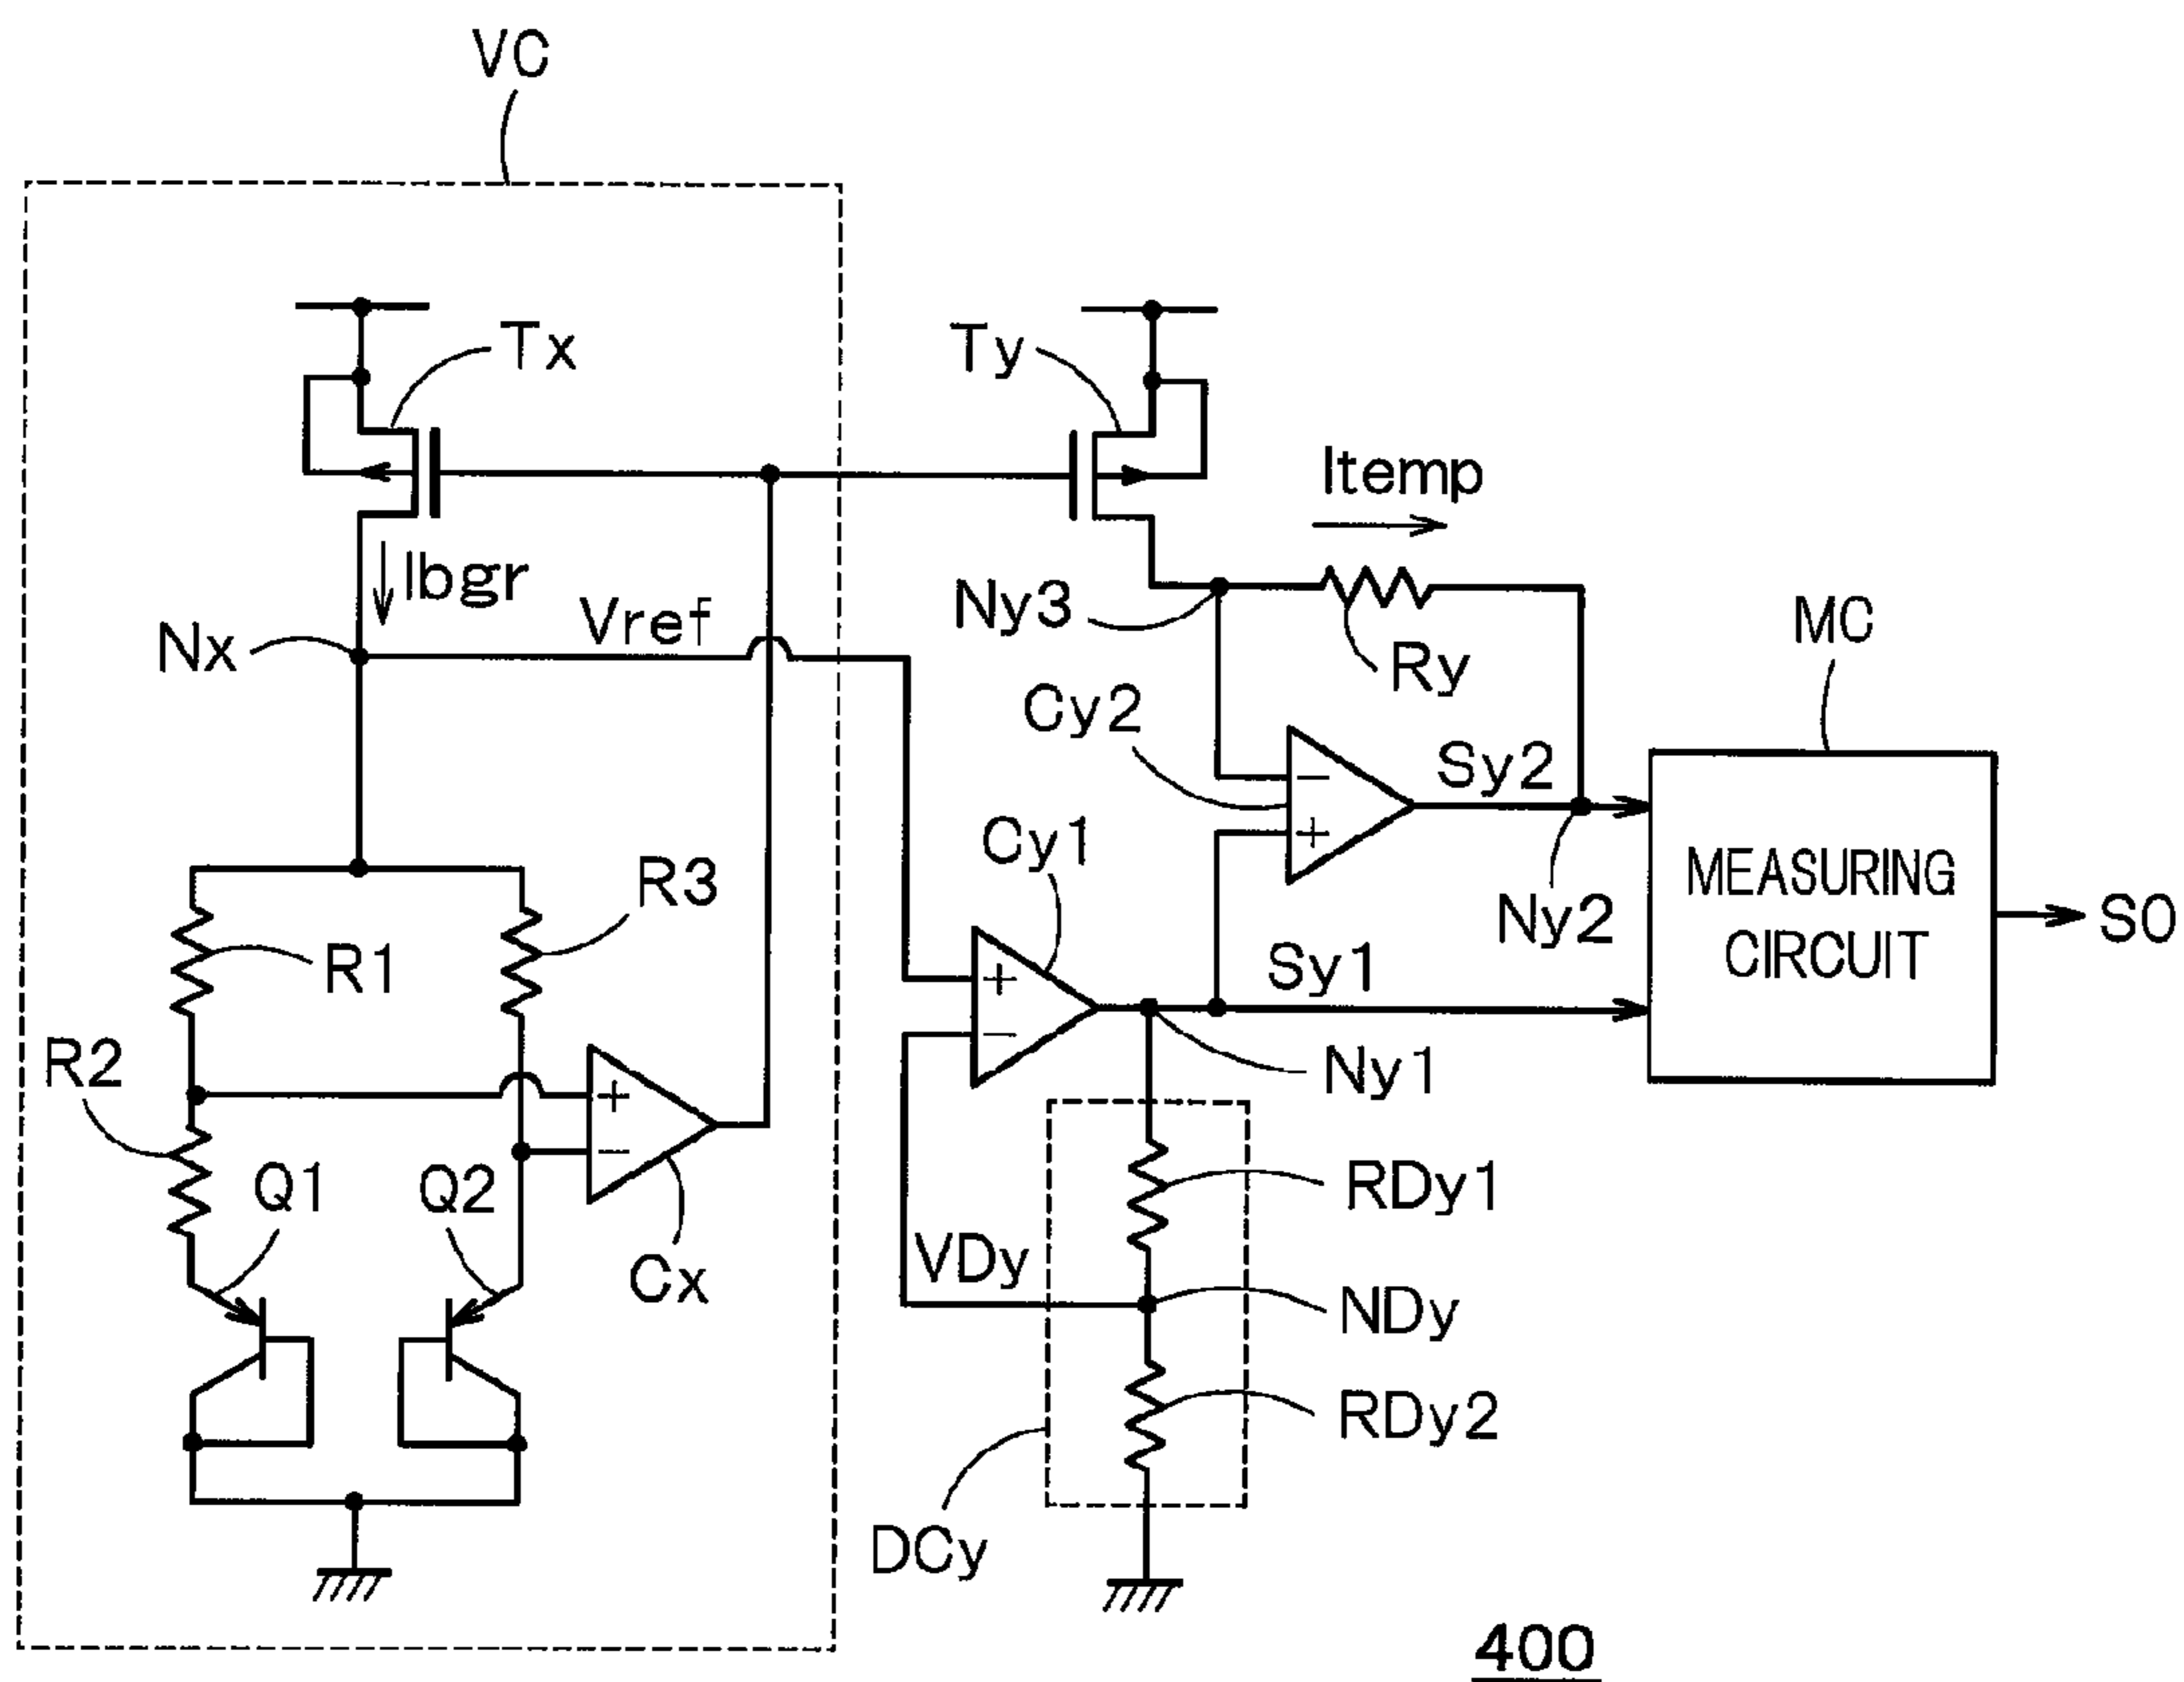 VC
Tx
Ty
Itemp
Ibgr
Vref
Nx
Ny3
Ry
MC
Cy2
Sy2
Cy1
R3
MEASURING
CIRCUIT
Ny2
SO
R1
Sy1
R2
Ny1
Q1
Q2
RDy1
VDy
Cx
NDy
RDy2
DCy
400